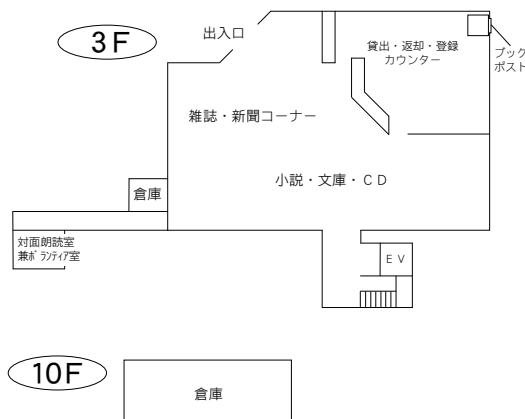 3F
出入口
貸出・返却・登録
カウンター
ブック
ポスト
雑誌・新聞コーナー
小説・文庫・CD
倉庫
対面朗読室
兼ボランティア室
EV
10F
倉庫